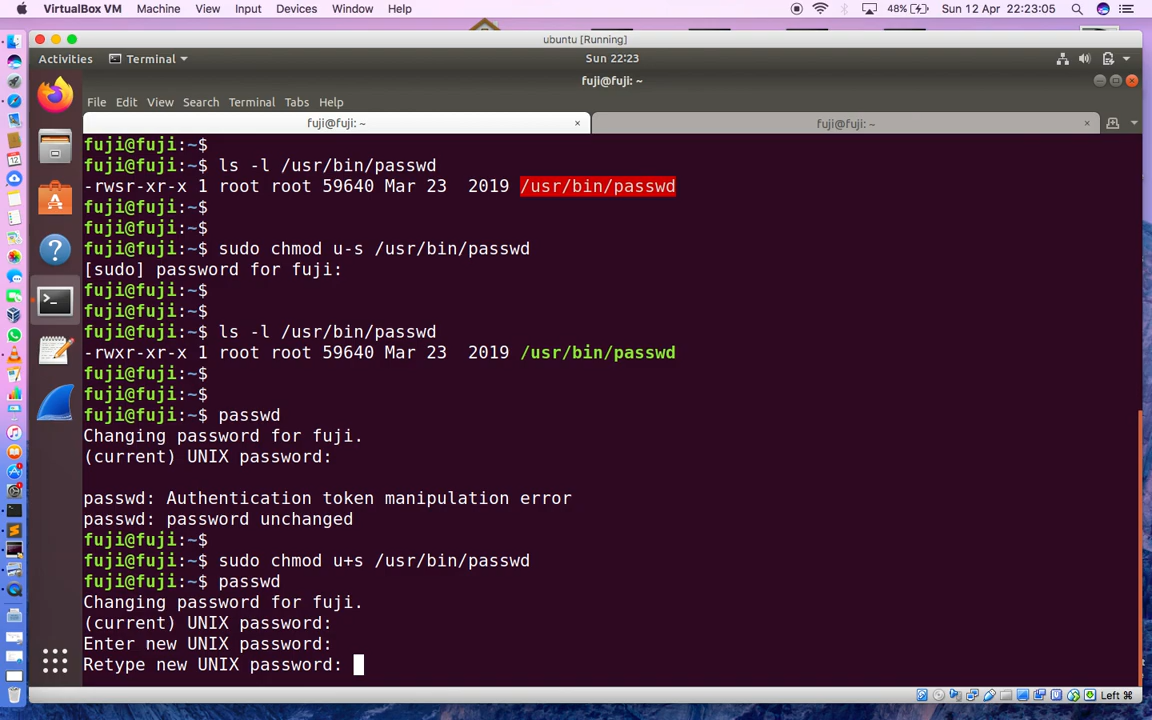 VirtualBox VM Machine View Input Devices Window Help 48% Sun 12 Apr 22:23:05
ubuntu [Running]
Activities Terminal Sun 22:23
fuji@fuji: ~
File Edit View Search Terminal Tabs Help
fuji@fuji: ~ × fuji@fuji: ~ ×
fuji@fuji:~$
fuji@fuji:~$ ls -l /usr/bin/passwd
-rwsr-xr-x 1 root root 59640 Mar 23  2019 /usr/bin/passwd
fuji@fuji:~$
fuji@fuji:~$
fuji@fuji:~$ sudo chmod u-s /usr/bin/passwd
[sudo] password for fuji:
fuji@fuji:~$
fuji@fuji:~$
fuji@fuji:~$ ls -l /usr/bin/passwd
-rwxr-xr-x 1 root root 59640 Mar 23  2019 /usr/bin/passwd
fuji@fuji:~$
fuji@fuji:~$
fuji@fuji:~$ passwd
Changing password for fuji.
(current) UNIX password:
passwd: Authentication token manipulation error
passwd: password unchanged
fuji@fuji:~$
fuji@fuji:~$ sudo chmod u+s /usr/bin/passwd
fuji@fuji:~$ passwd
Changing password for fuji.
(current) UNIX password:
Enter new UNIX password:
Retype new UNIX password:
Left ⌘